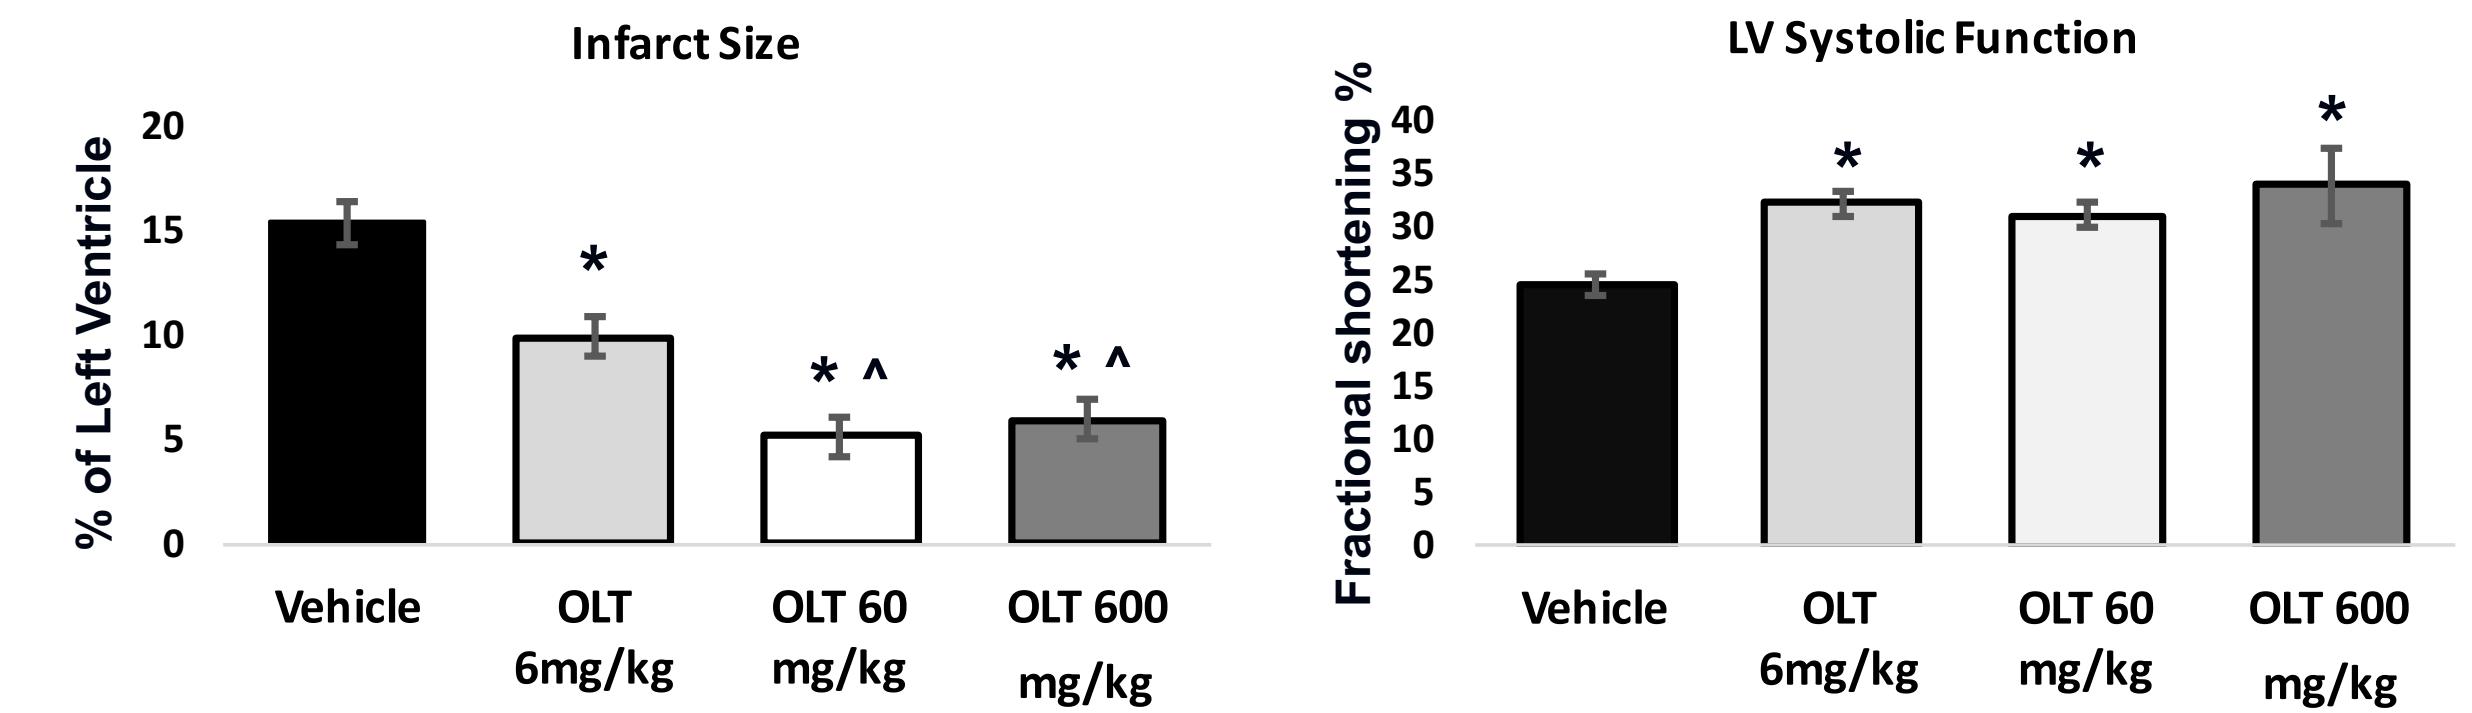 Infarct Size
% of Left Ventricle
20
15
10
5
0
*
* ^
* ^
Vehicle
OLT
6mg/kg
OLT 60
mg/kg
OLT 600
mg/kg
LV Systolic Function
Fractional shortening %
40
35
30
25
20
15
10
5
0
*
*
*
Vehicle
OLT
6mg/kg
OLT 60
mg/kg
OLT 600
mg/kg